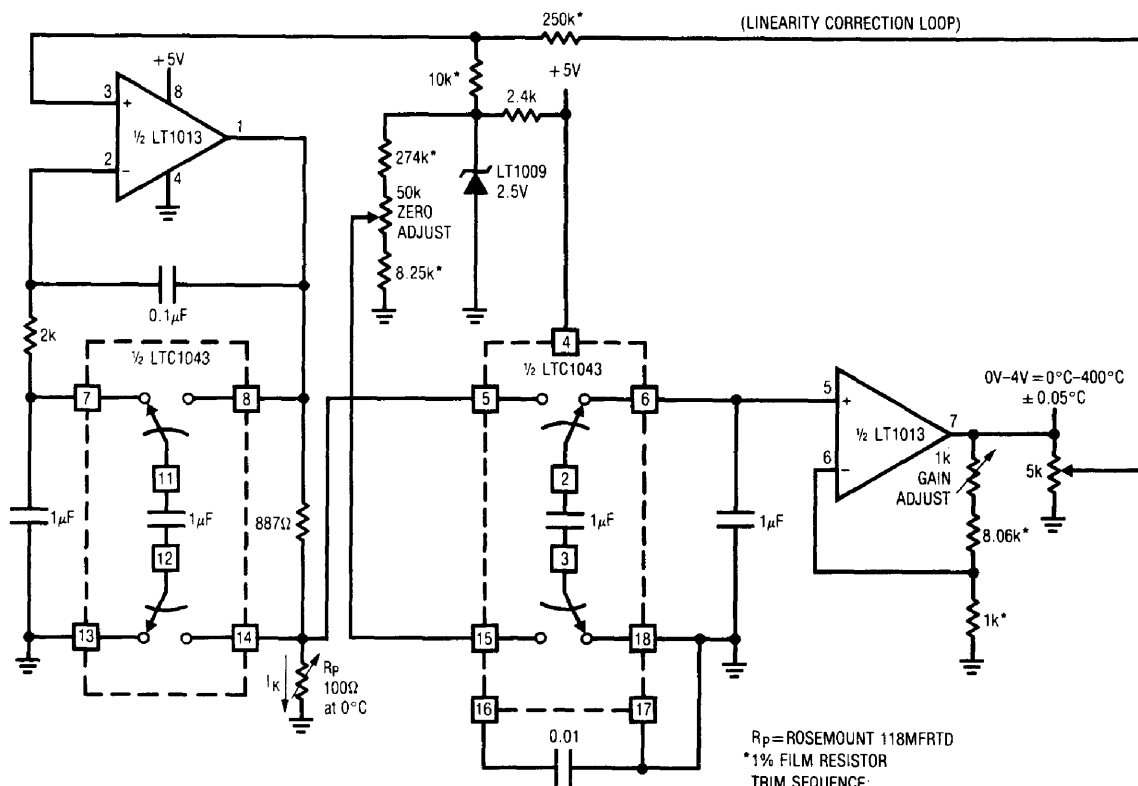 250k*
(LINEARITY CORRECTION LOOP)
+5V
10k*
+5V
3
+
8
2.4k
½ LT1013
1
2
−
4
274k*
LT1009
2.5V
50k
ZERO
ADJUST
8.25k*
0.1µF
2k
½ LTC1043
4
½ LTC1043
7
8
5
6
5
+
0V–4V=0°C–400°C
± 0.05°C
½ LT1013
7
6
−
1k
GAIN
ADJUST
5k
11
2
1µF
1µF
887Ω
1µF
1µF
12
3
8.06k*
13
14
15
18
1k*
I_K
R_P
100Ω
at 0°C
16
17
0.01
R_P=ROSEMOUNT 118MFRTD
*1% FILM RESISTOR
TRIM SEQUENCE: